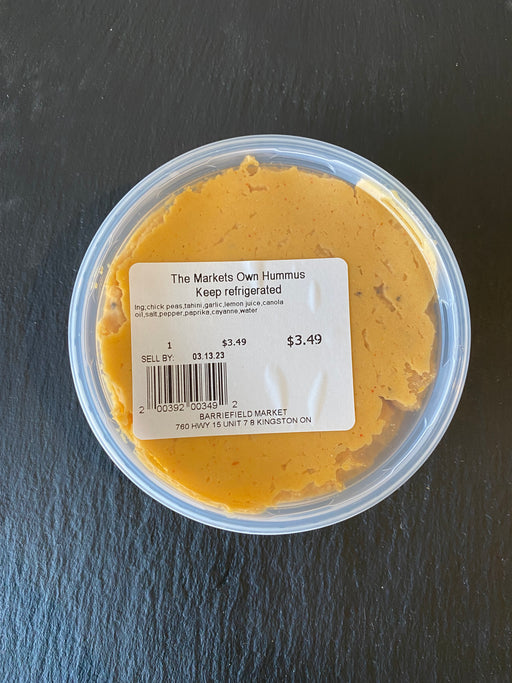 The Markets Own Hummus
Keep refrigerated
Ing;chick peas,tahini,garlic,lemon juice,canola
oil,salt,pepper,paprika,cayanne,water
1 $3.49 $3.49
SELL BY: 03.13.23
2 00392 00349 2
BARRIEFIELD MARKET
760 HWY 15 UNIT 7 8 KINGSTON ON